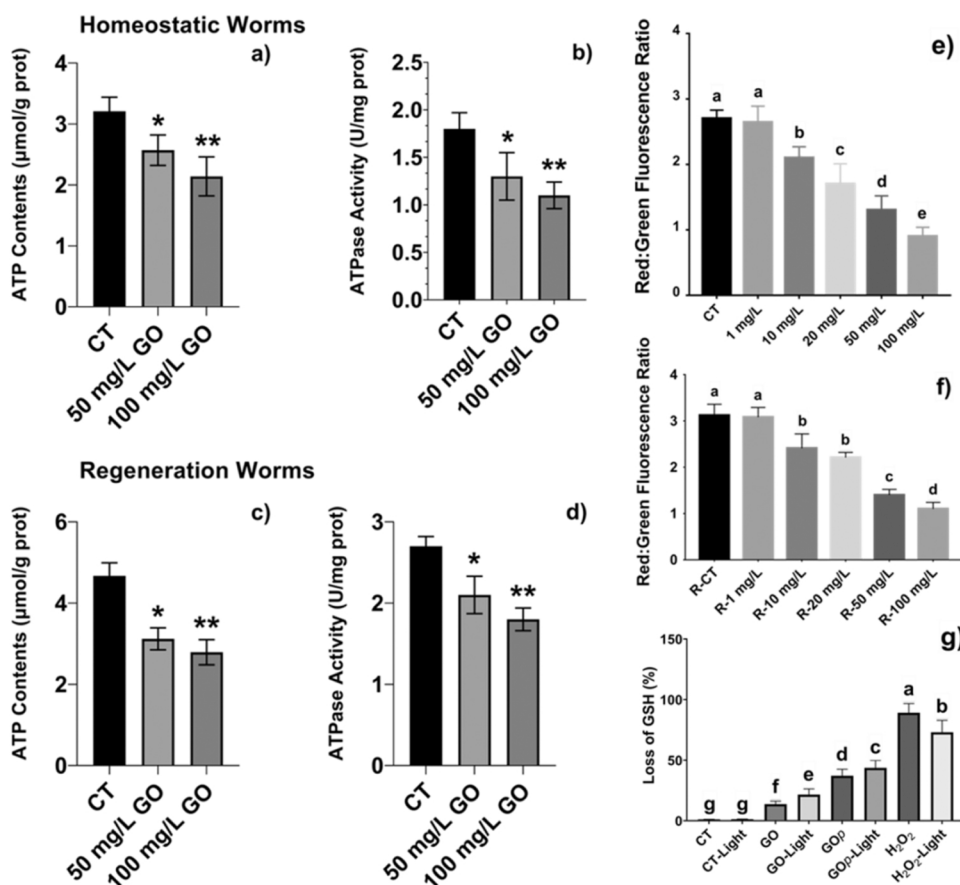 Homeostatic Worms
a)
ATP Contents (μmol/g prot)
4
3
2
1
0
*
**
CT
50 mg/L GO
100 mg/L GO
b)
ATPase Activity (U/mg prot)
2.5
2.0
1.5
1.0
0.5
0.0
*
**
CT
50 mg/L GO
100 mg/L GO
Regeneration Worms
c)
ATP Contents (μmol/g prot)
6
4
2
0
*
**
CT
50 mg/L GO
100 mg/L GO
d)
ATPase Activity (U/mg prot)
3
2
1
0
*
**
CT
50 mg/L GO
100 mg/L GO
e)
Red:Green Fluorescence Ratio
4
3
2
1
0
a
a
b
c
d
e
CT
1 mg/L
10 mg/L
20 mg/L
50 mg/L
100 mg/L
f)
Red:Green Fluorescence Ratio
4
3
2
1
0
a
a
b
b
c
d
R-CT
R-1 mg/L
R-10 mg/L
R-20 mg/L
R-50 mg/L
R-100 mg/L
g)
Loss of GSH (%)
150
100
50
0
g
g
f
e
d
c
a
b
CT
CT-Light
GO
GO-Light
GOp
GOp-Light
H₂O₂
H₂O₂-Light